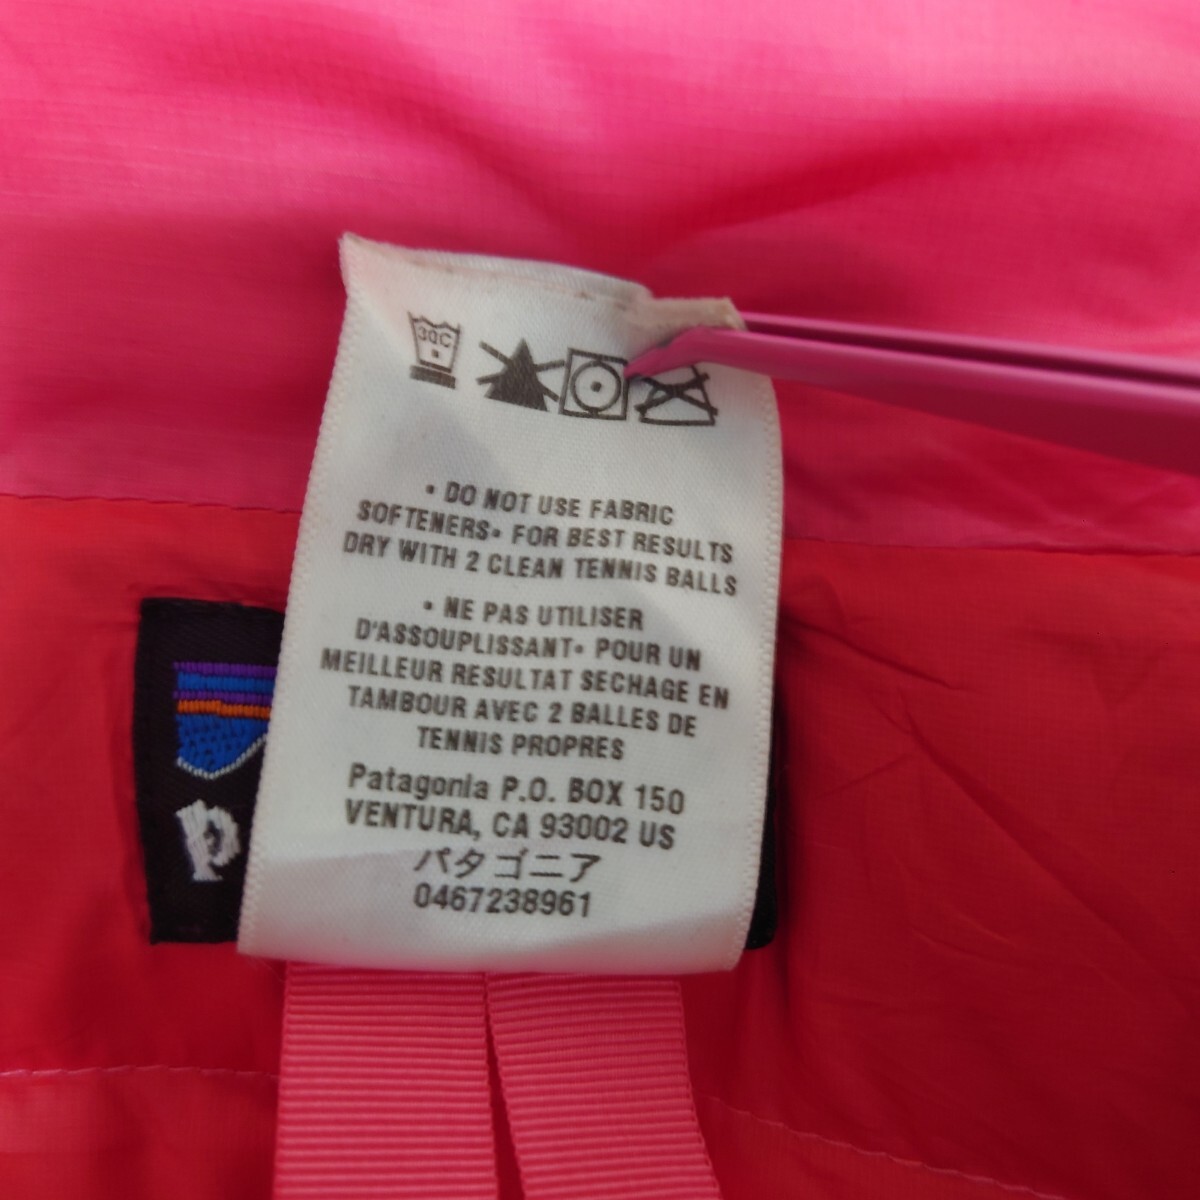 30C
• DO NOT USE FABRIC
SOFTENERS• FOR BEST RESULTS
DRY WITH 2 CLEAN TENNIS BALLS
• NE PAS UTILISER
D'ASSOUPLISSANT• POUR UN
MEILLEUR RESULTAT SECHAGE EN
TAMBOUR AVEC 2 BALLES DE
TENNIS PROPRES
Patagonia P.O. BOX 150
VENTURA, CA 93002 US
パタゴニア
0467238961
p